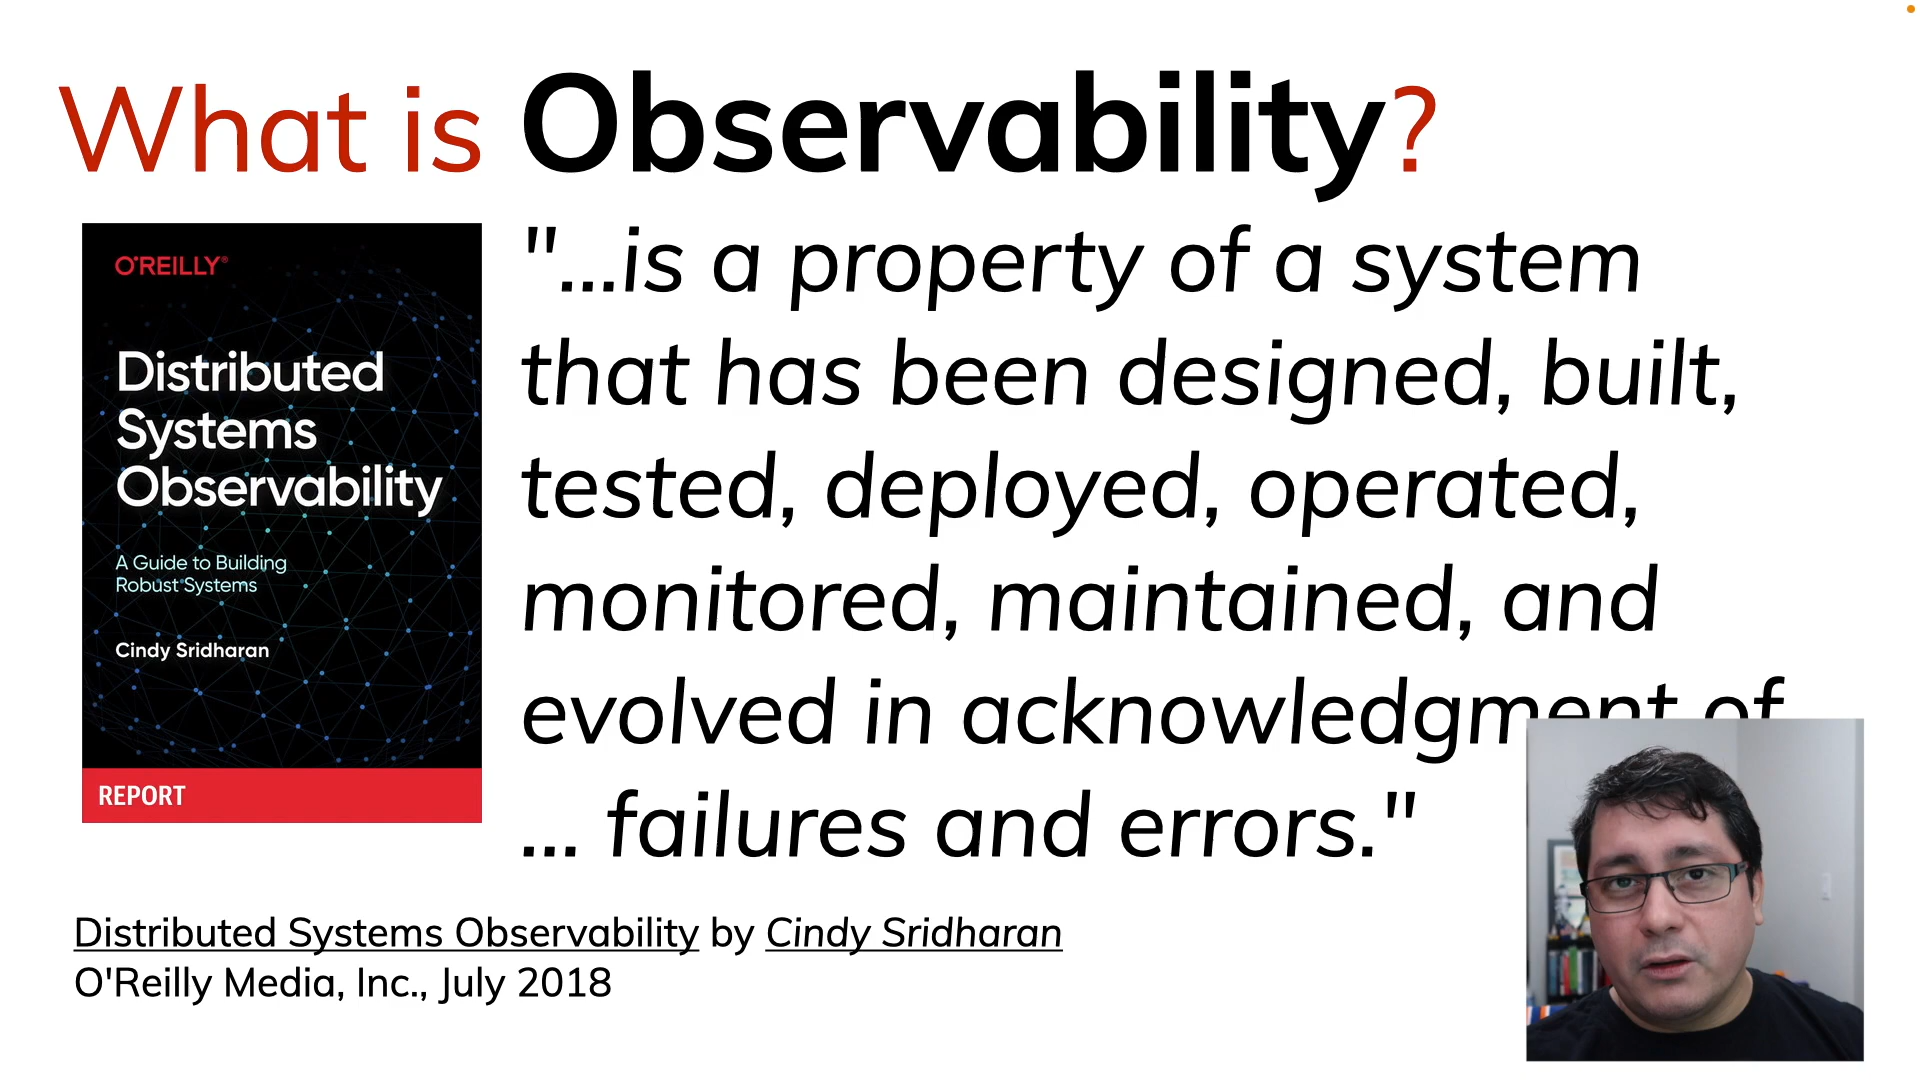 What is Observability?
O'REILLY®
Distributed
Systems
Observability
A Guide to Building
Robust Systems
Cindy Sridharan
REPORT
"...is a property of a system
that has been designed, built,
tested, deployed, operated,
monitored, maintained, and
evolved in acknowledgment of
... failures and errors."
Distributed Systems Observability by Cindy Sridharan
O'Reilly Media, Inc., July 2018